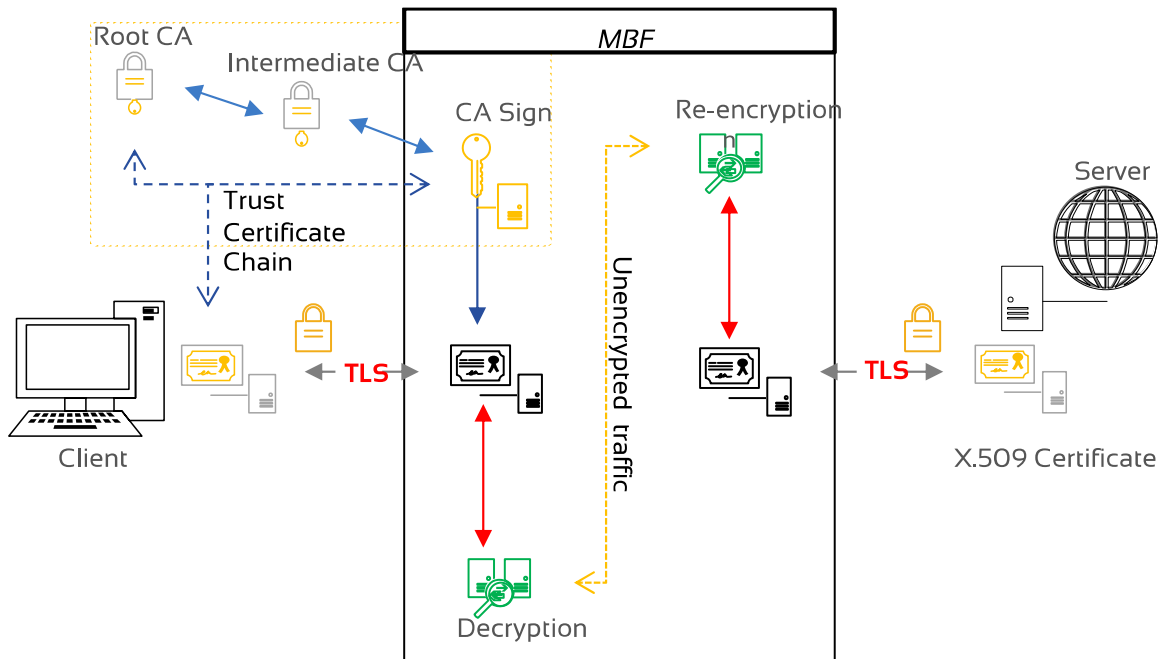 MBF
Root CA
Intermediate CA
CA Sign
Re-encryption
n
Server
Trust
Certificate
Chain
Unencrypted traffic
TLS
TLS
Client
X.509 Certificate
Decryption